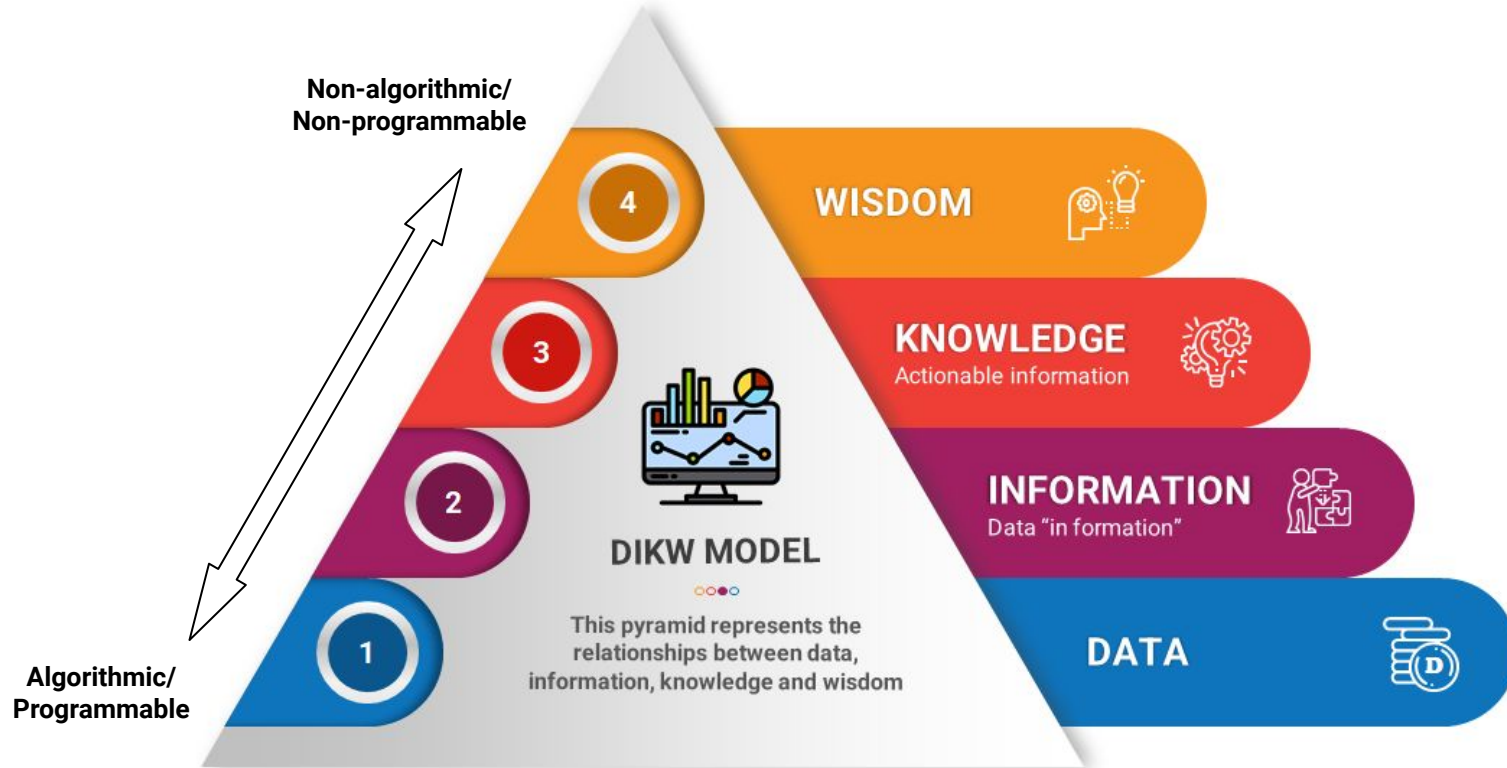 Non-algorithmic/
Non-programmable
4
WISDOM
3
KNOWLEDGE
Actionable information
2
INFORMATION
Data “in formation”
DIKW MODEL
This pyramid represents the
relationships between data,
information, knowledge and wisdom
1
DATA
D
Algorithmic/
Programmable